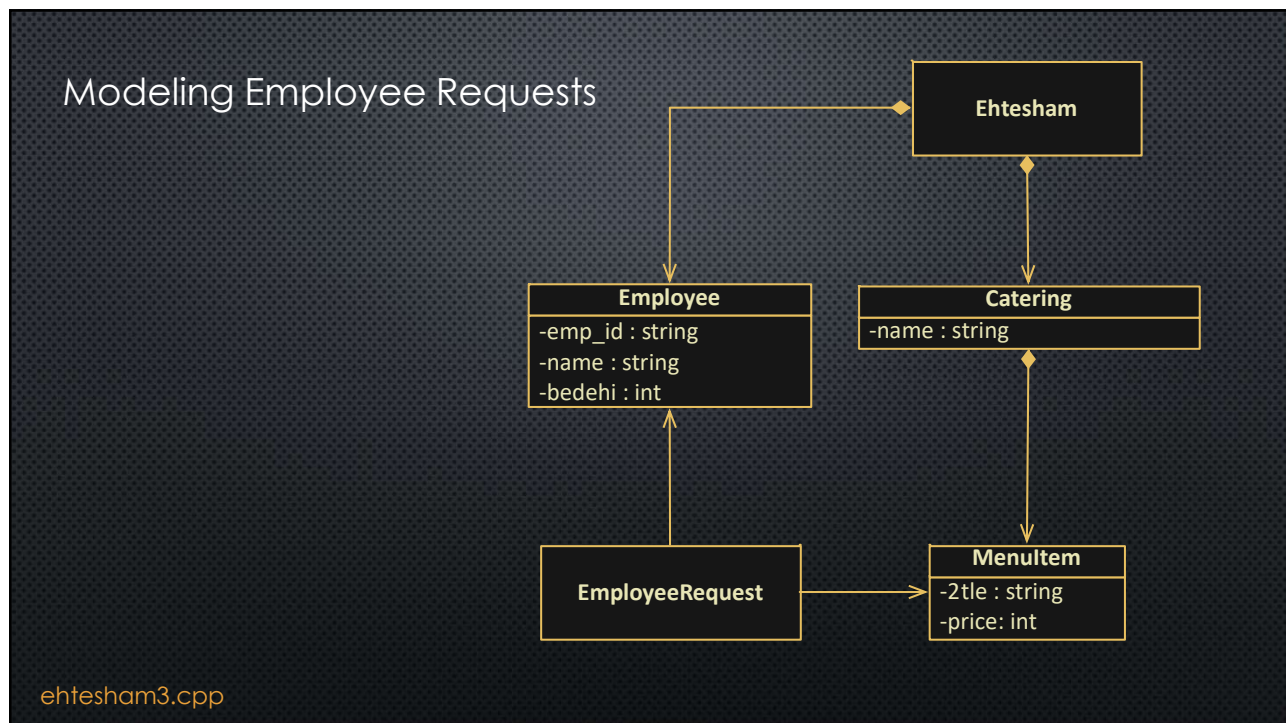 Modeling Employee Requests
Ehtesham
Employee
-emp_id : string
-name : string
-bedehi : int
Catering
-name : string
EmployeeRequest
MenuItem
-2tle : string
-price: int
ehtesham3.cpp